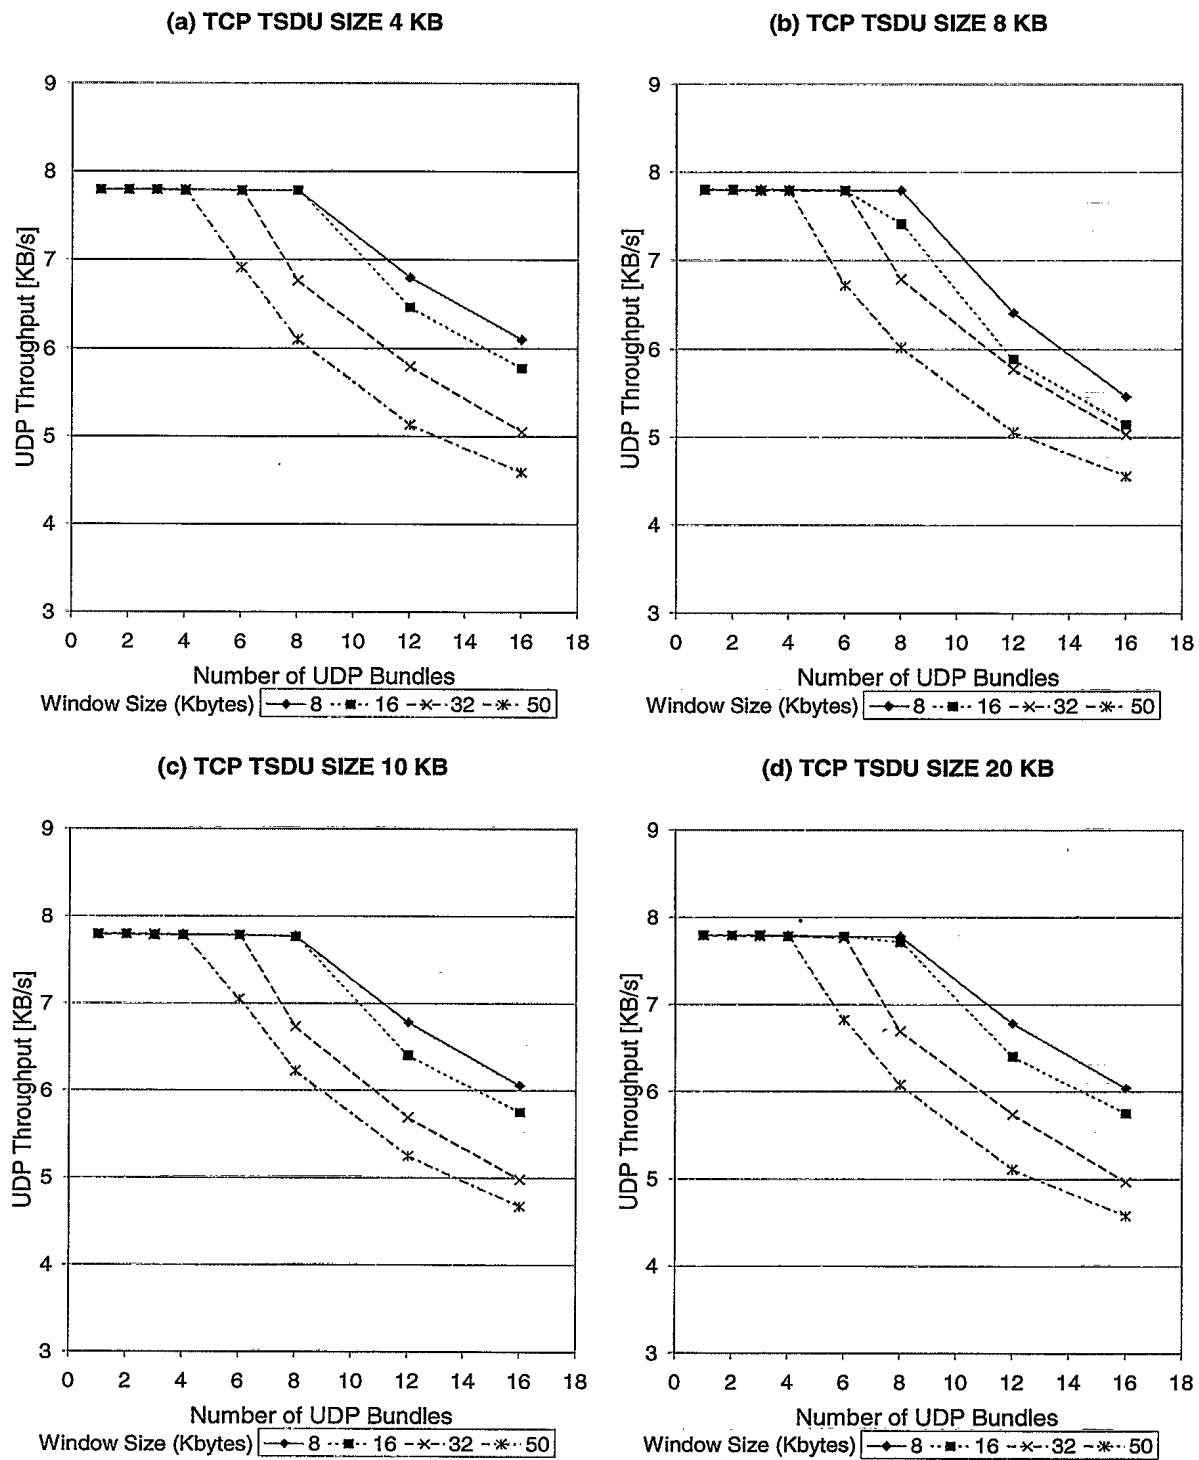 (a) TCP TSDU SIZE 4 KB
9
8
7
6
5
4
3
UDP Throughput [KB/s]
0 2 4 6 8 10 12 14 16 18
Number of UDP Bundles
Window Size (Kbytes) 8 16 32 50
(b) TCP TSDU SIZE 8 KB
9
8
7
6
5
4
3
UDP Throughput [KB/s]
0 2 4 6 8 10 12 14 16 18
Number of UDP Bundles
Window Size (Kbytes) 8 16 32 50
(c) TCP TSDU SIZE 10 KB
9
8
7
6
5
4
3
UDP Throughput [KB/s]
0 2 4 6 8 10 12 14 16 18
Number of UDP Bundles
Window Size (Kbytes) 8 16 32 50
(d) TCP TSDU SIZE 20 KB
9
8
7
6
5
4
3
UDP Throughput [KB/s]
0 2 4 6 8 10 12 14 16 18
Number of UDP Bundles
Window Size (Kbytes) 8 16 32 50